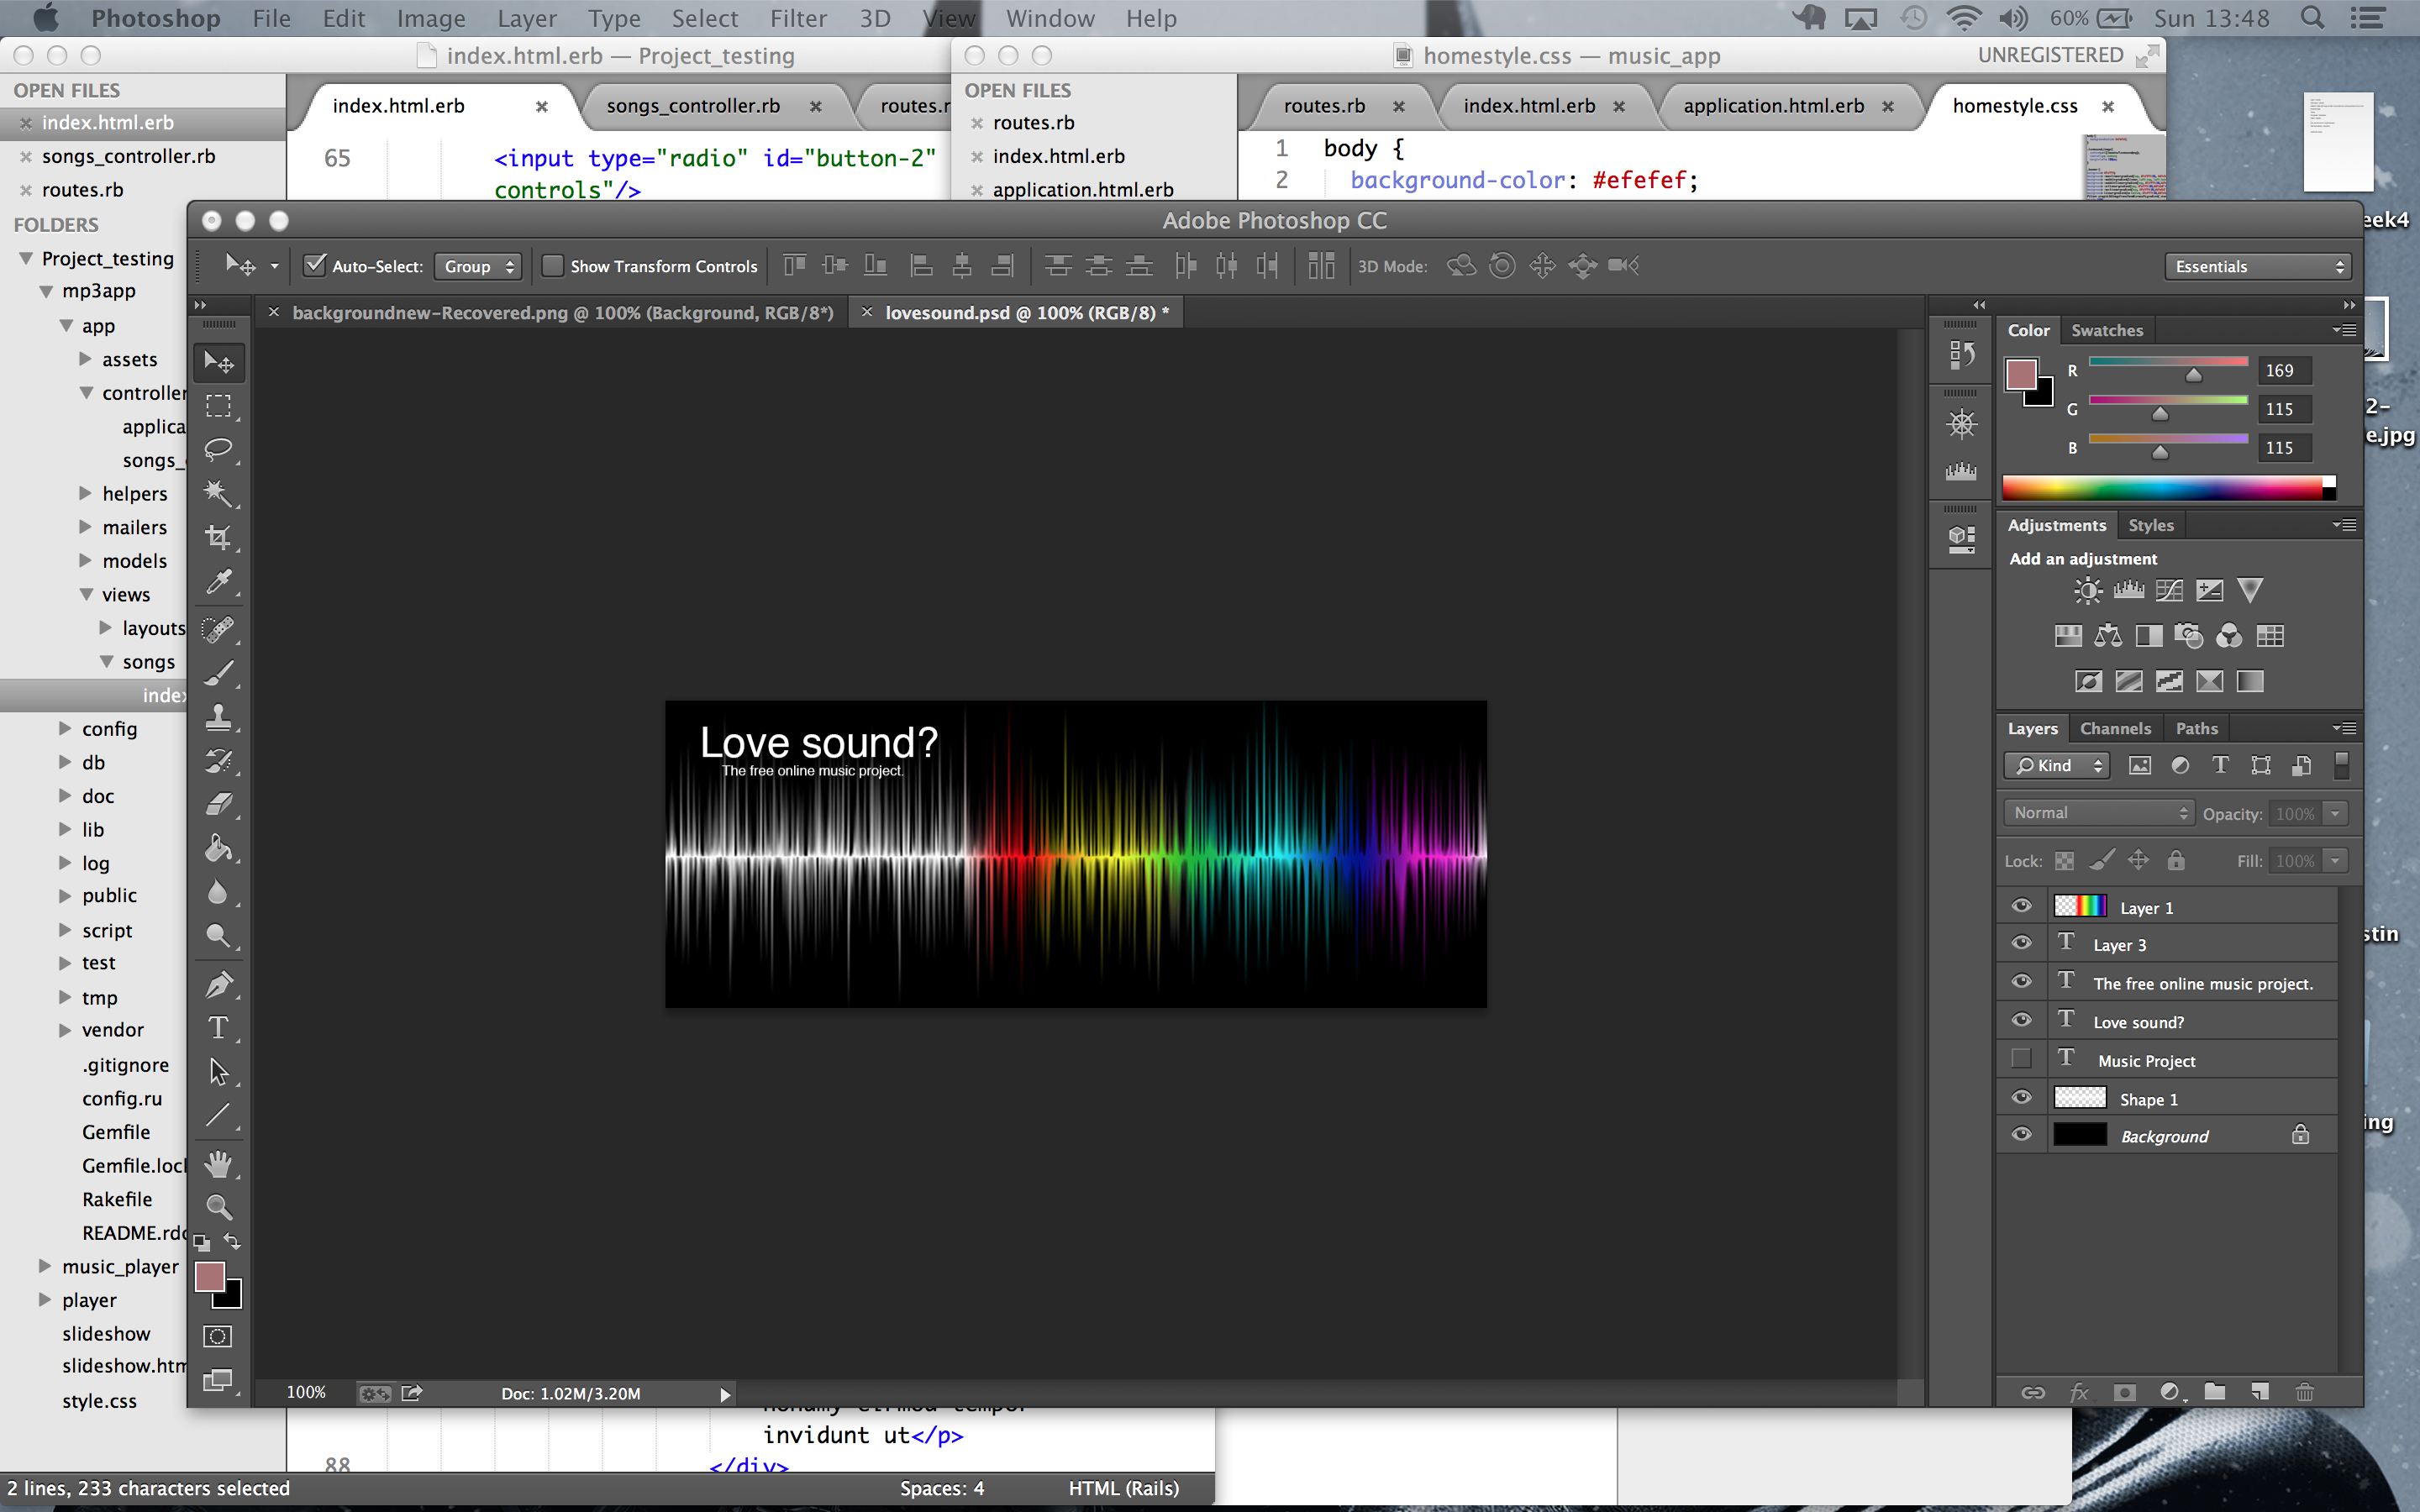 Photoshop File Edit Image Layer Type Select Filter 3D View Window Help 60% Sun 13:48
index.html.erb — Project_testing
homestyle.css — music_app UNREGISTERED
OPEN FILES
index.html.erb
songs_controller.rb
routes.rb
FOLDERS
Project_testing
mp3app
app
assets
controller
applica
songs_
helpers
mailers
models
views
layouts
songs
index
config
db
doc
lib
log
public
script
test
tmp
vendor
.gitignore
config.ru
Gemfile
Gemfile.loc
Rakefile
README.rdo
music_player
player
slideshow
slideshow.htm
style.css
2 lines, 233 characters selected
index.html.erb songs_controller.rb routes.r
65 <input type="radio" id="button-2"
controls"/>
OPEN FILES
routes.rb
index.html.erb
application.html.erb
routes.rb index.html.erb application.html.erb homestyle.css
1 body {
2 background-color: #efefef;
Adobe Photoshop CC
Auto-Select: Group Show Transform Controls 3D Mode: Essentials
backgroundnew-Recovered.png @ 100% (Background, RGB/8*) lovesound.psd @ 100% (RGB/8) *
Love sound?
The free online music project.
Color Swatches
R 169
G 115
B 115
Adjustments Styles
Add an adjustment
Layers Channels Paths
Kind
Normal Opacity: 100%
Lock: Fill: 100%
Layer 1
T Layer 3
T The free online music project.
T Love sound?
T Music Project
Shape 1
Background
100% Doc: 1.02M/3.20M
invidunt ut</p>
88 </div>
Spaces: 4 HTML (Rails)
eek4
2-
e.jpg
stin
ing